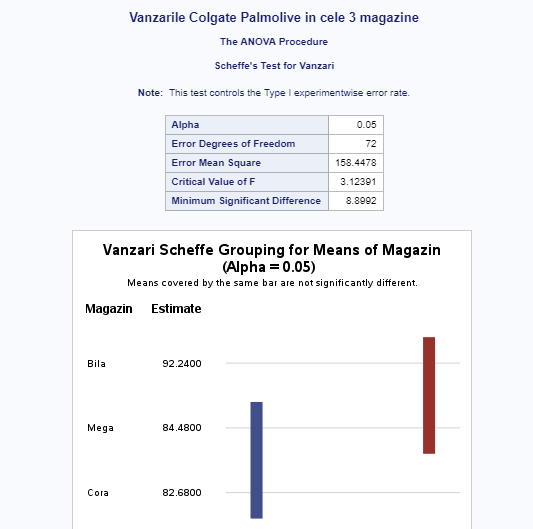 Vanzarile Colgate Palmolive in cele 3 magazine
The ANOVA Procedure
Scheffe's Test for Vanzari
Note: This test controls the Type I experimentwise error rate.
Alpha 0.05
Error Degrees of Freedom 72
Error Mean Square 158.4478
Critical Value of F 3.12391
Minimum Significant Difference 8.8992
Vanzari Scheffe Grouping for Means of Magazin
(Alpha = 0.05)
Means covered by the same bar are not significantly different.
Magazin Estimate
Bila 92.2400
Mega 84.4800
Cora 82.6800